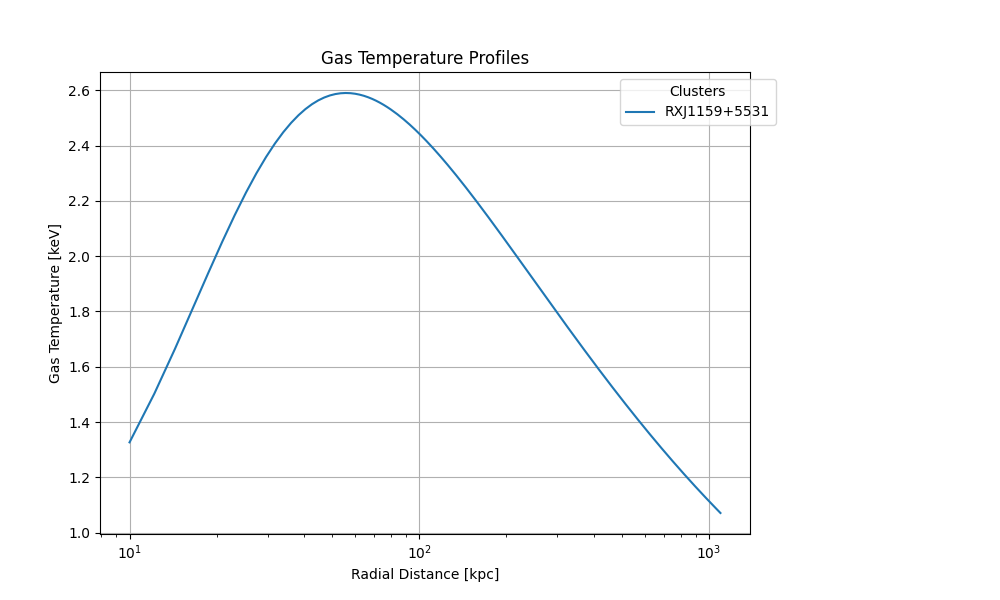 Gas Temperature Profiles
Clusters
RXJ1159+5531
Gas Temperature [keV]
2.6
2.4
2.2
2.0
1.8
1.6
1.4
1.2
1.0
10¹
10²
10³
Radial Distance [kpc]